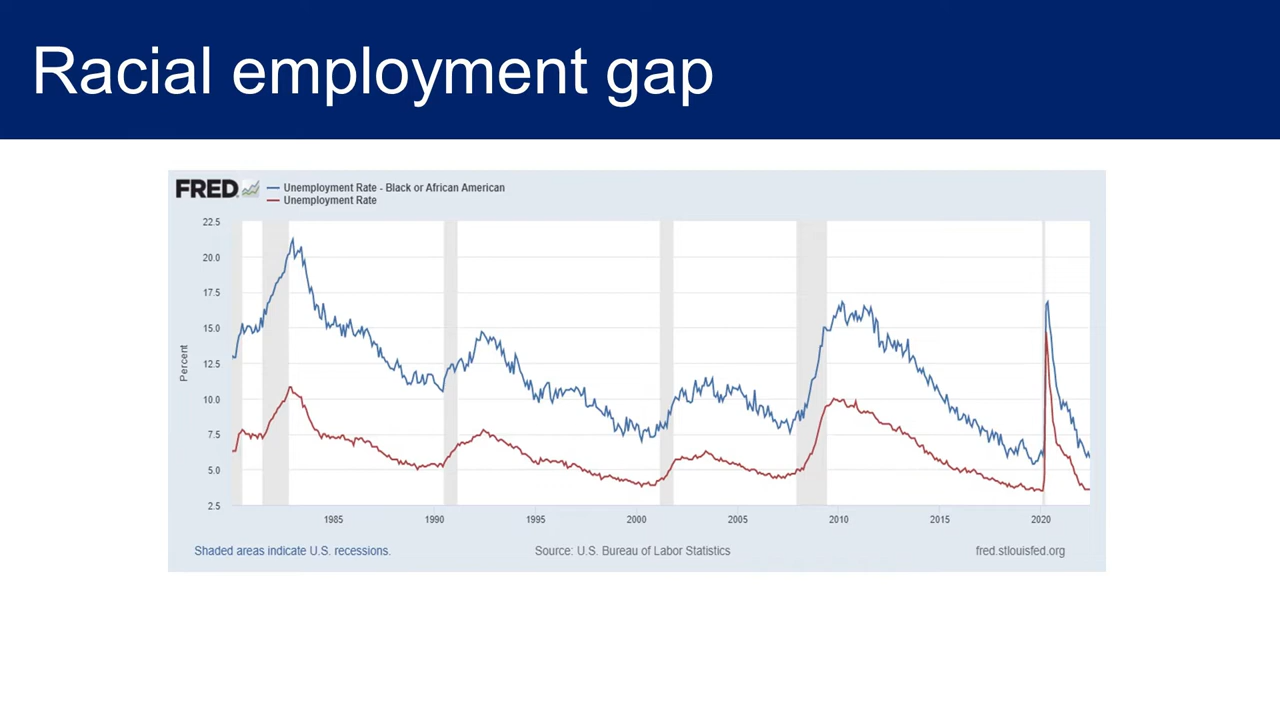 Racial employment gap
FRED
Unemployment Rate - Black or African American
Unemployment Rate
22.5
20.0
17.5
15.0
12.5
10.0
7.5
5.0
2.5
Percent
1985 1990 1995 2000 2005 2010 2015 2020
Shaded areas indicate U.S. recessions. Source: U.S. Bureau of Labor Statistics fred.stlouisfed.org